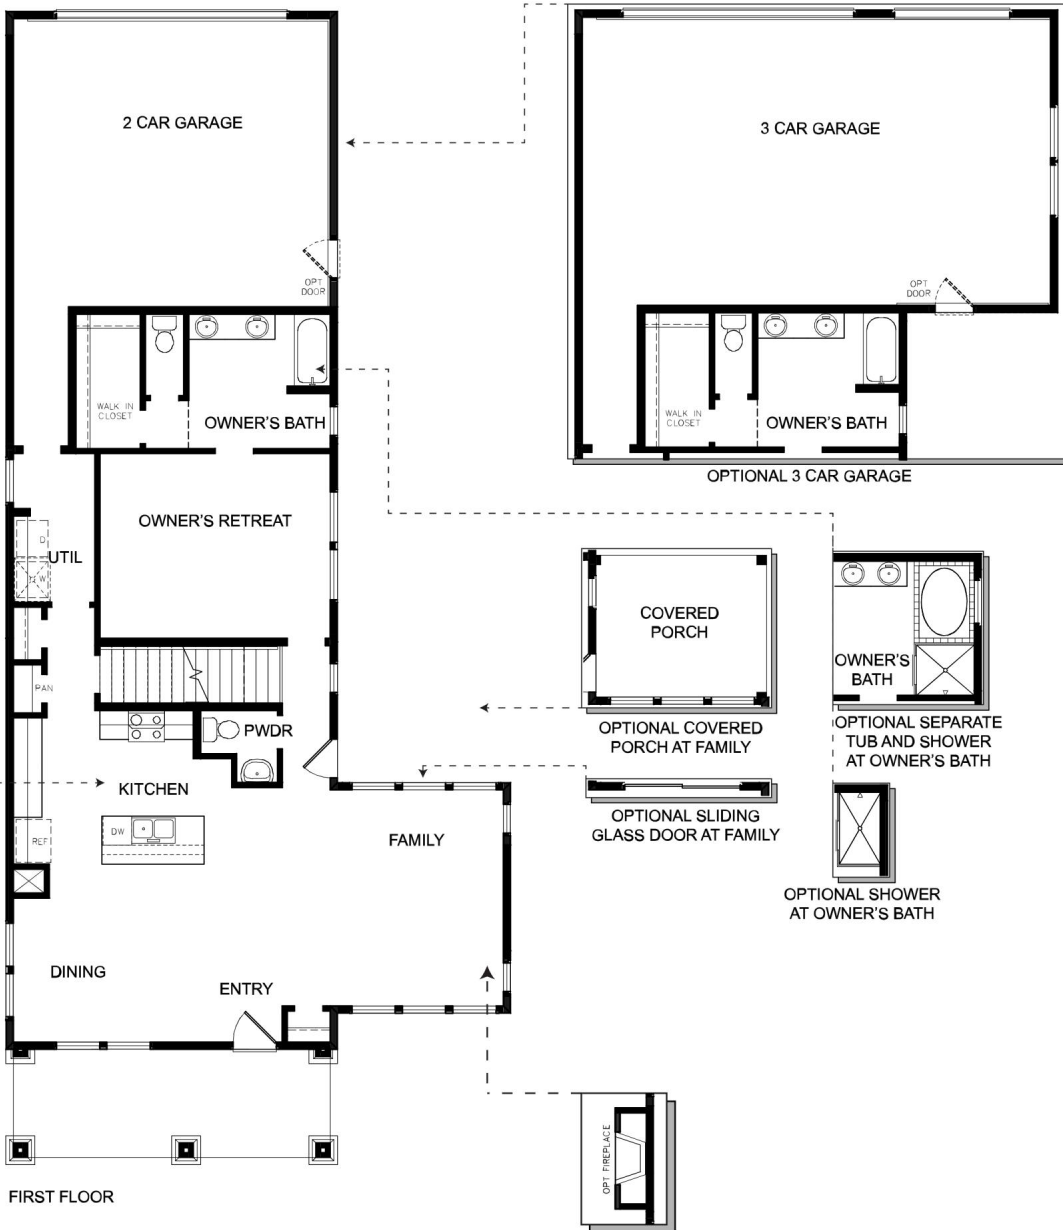 2 CAR GARAGE
OPT
DOOR
WALK IN
CLOSET
OWNER'S BATH
OWNER'S RETREAT
D
UTIL
W
PAN
PWDR
KITCHEN
DW
REF
FAMILY
DINING
ENTRY
FIRST FLOOR
3 CAR GARAGE
OPT
DOOR
WALK IN
CLOSET
OWNER'S BATH
OPTIONAL 3 CAR GARAGE
COVERED
PORCH
OPTIONAL COVERED
PORCH AT FAMILY
OWNER'S
BATH
OPTIONAL SEPARATE
TUB AND SHOWER
AT OWNER'S BATH
OPTIONAL SLIDING
GLASS DOOR AT FAMILY
OPTIONAL SHOWER
AT OWNER'S BATH
OPT FIREPLACE